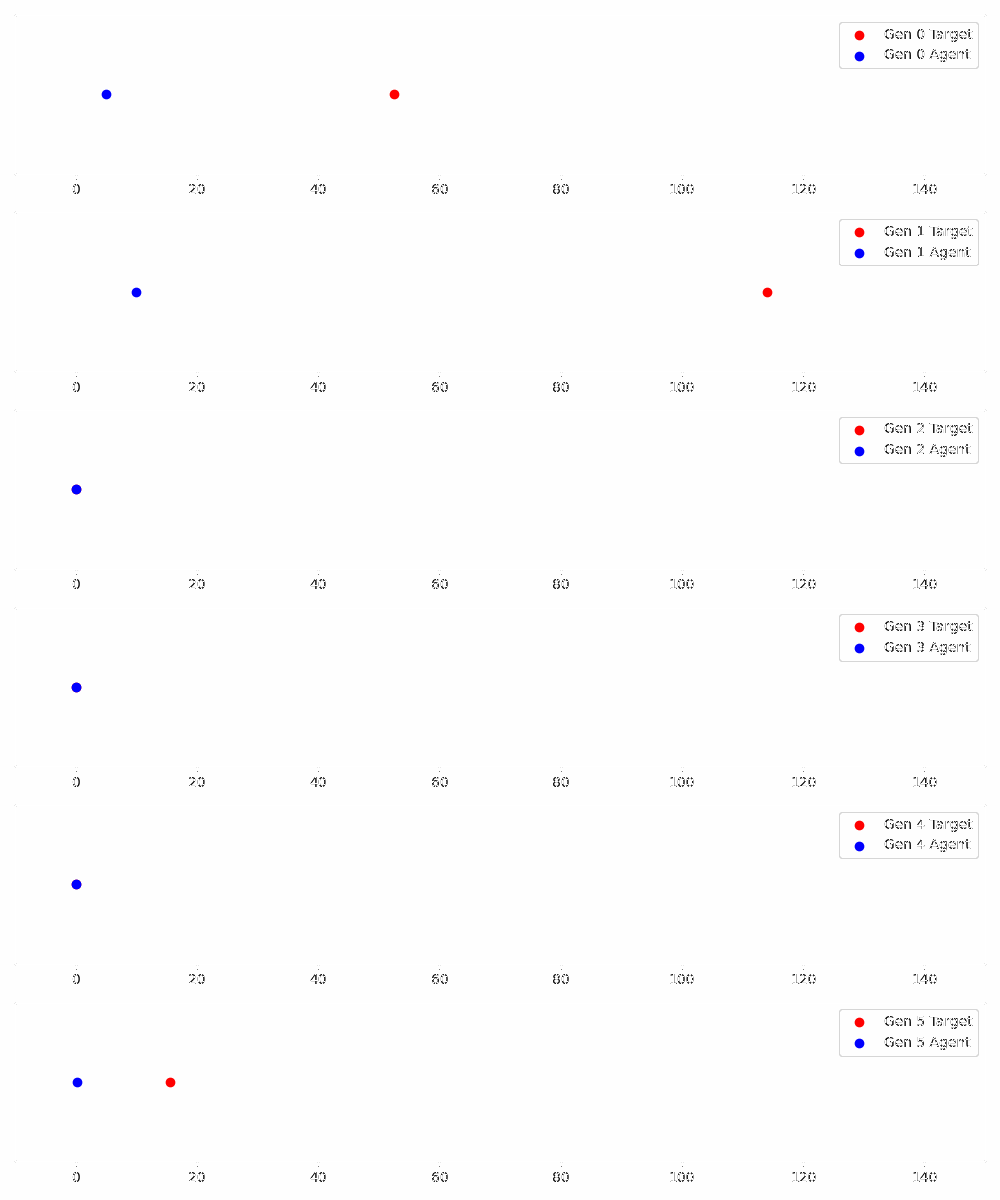 Gen 0 Target
Gen 0 Agent
0 20 40 60 80 100 120 140
Gen 1 Target
Gen 1 Agent
0 20 40 60 80 100 120 140
Gen 2 Target
Gen 2 Agent
0 20 40 60 80 100 120 140
Gen 3 Target
Gen 3 Agent
0 20 40 60 80 100 120 140
Gen 4 Target
Gen 4 Agent
0 20 40 60 80 100 120 140
Gen 5 Target
Gen 5 Agent
0 20 40 60 80 100 120 140